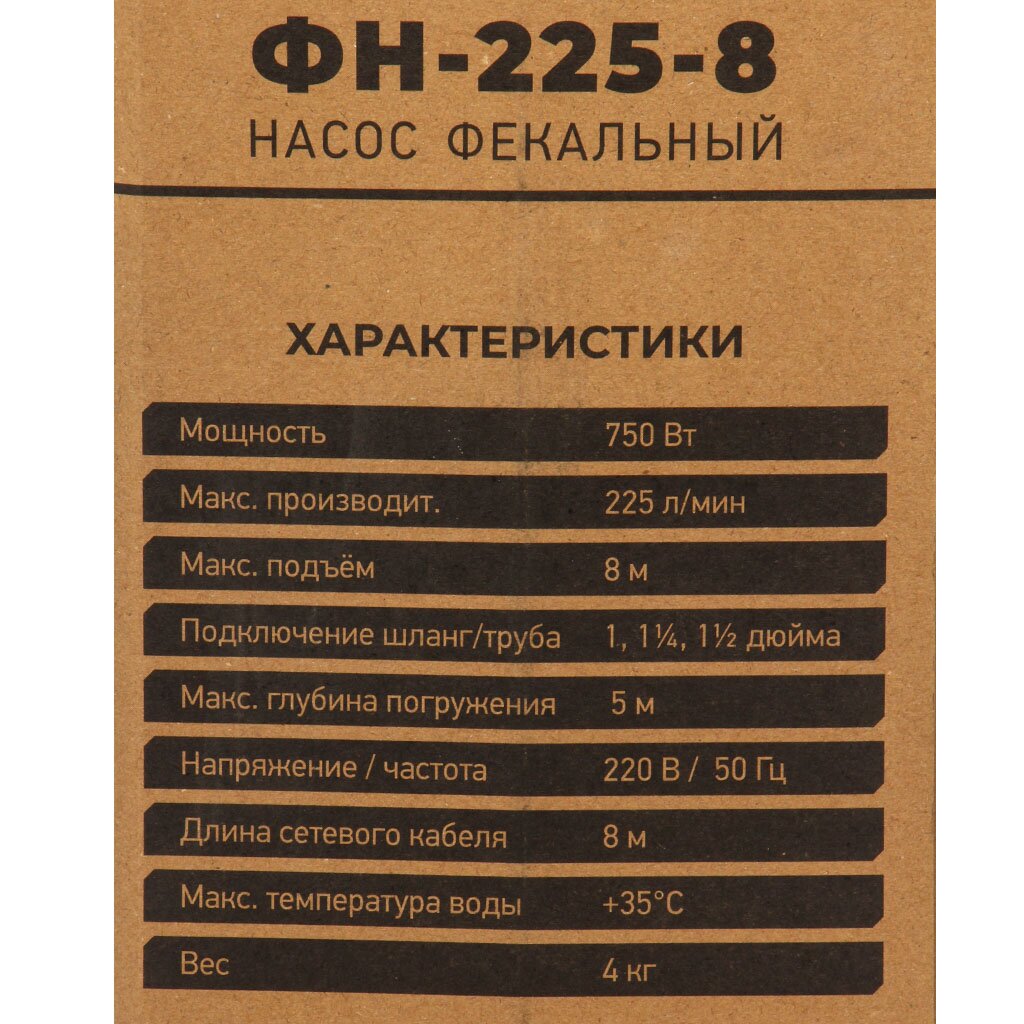 ФН-225-8
НАСОС ФЕКАЛЬНЫЙ
ХАРАКТЕРИСТИКИ
Мощность 750 Вт
Макс. производит. 225 л/мин
Макс. подъём 8 м
Подключение шланг/труба 1, 1¼, 1½ дюйма
Макс. глубина погружения 5 м
Напряжение / частота 220 В / 50 Гц
Длина сетевого кабеля 8 м
Макс. температура воды +35°С
Вес 4 кг